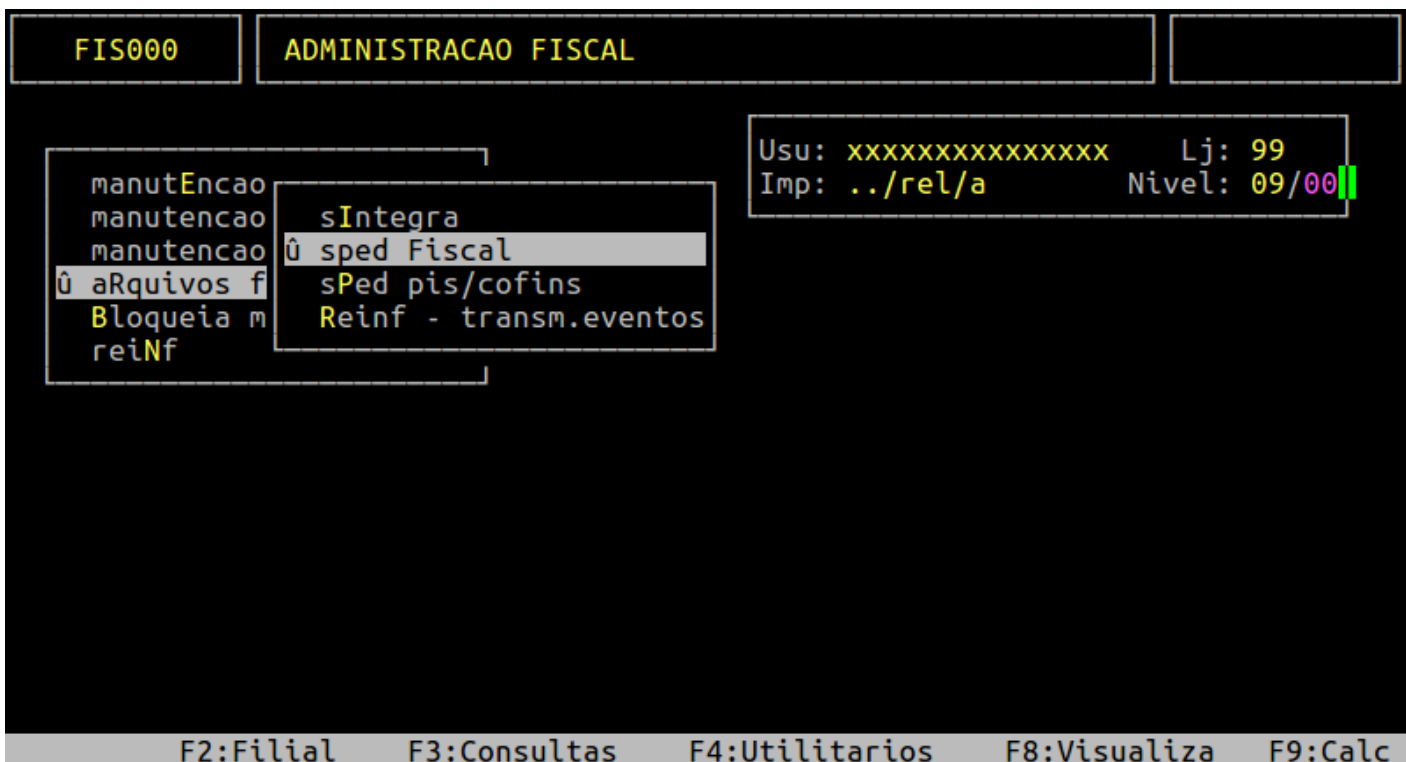 FIS000
ADMINISTRACAO FISCAL
Usu: xxxxxxxxxxxxxxx Lj: 99
Imp: ../rel/a Nivel: 09/00
manutEncao
manutencao
manutencao
û aRquivos f
Bloqueia m
reiNf
sIntegra
û sped Fiscal
sPed pis/cofins
Reinf - transm.eventos
F2:Filial F3:Consultas F4:Utilitarios F8:Visualiza F9:Calc